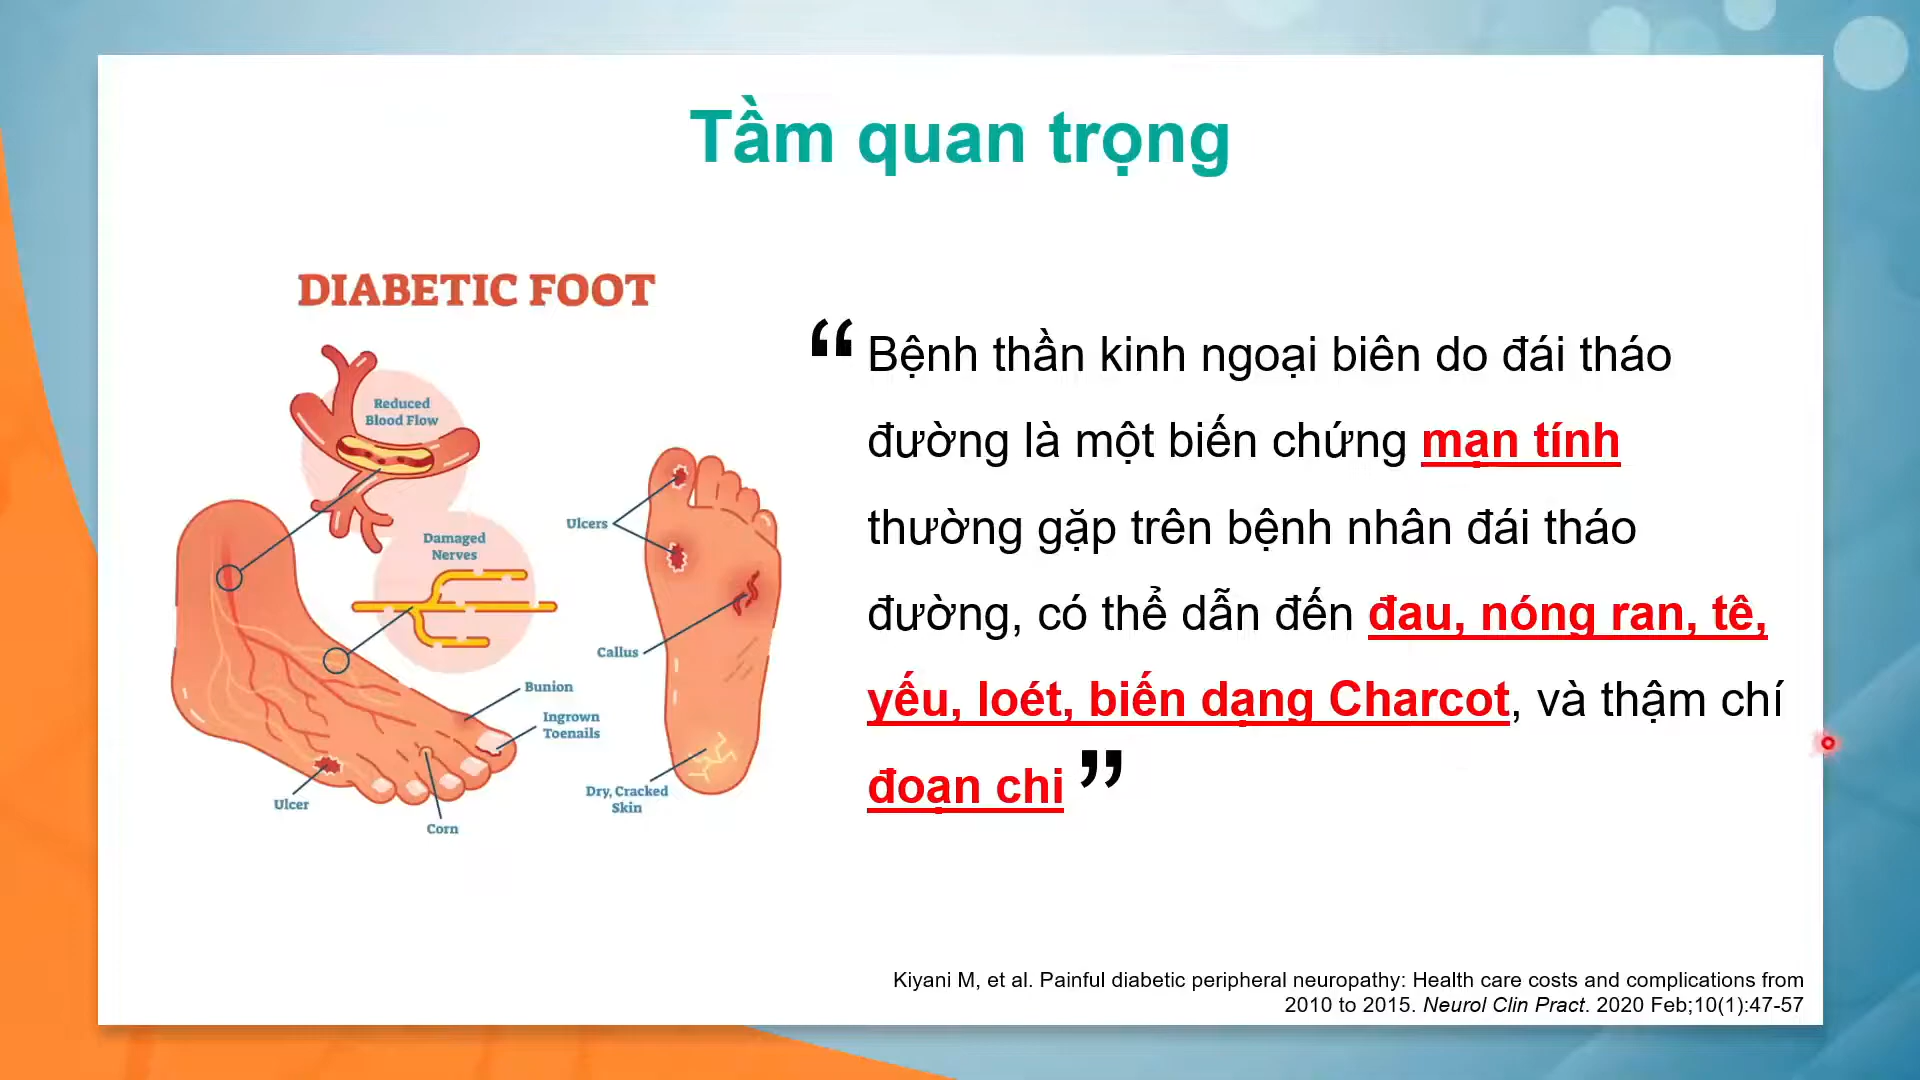 Tầm quan trọng
DIABETIC FOOT
Reduced
Blood Flow
Damaged
Nerves
Ulcers
Callus
Bunion
Ingrown
Toenails
Ulcer
Corn
Dry, Cracked
Skin
“ Bệnh thần kinh ngoại biên do đái tháo
đường là một biến chứng mạn tính
thường gặp trên bệnh nhân đái tháo
đường, có thể dẫn đến đau, nóng ran, tê,
yếu, loét, biến dạng Charcot, và thậm chí
đoạn chi ”
Kiyani M, et al. Painful diabetic peripheral neuropathy: Health care costs and complications from
2010 to 2015. Neurol Clin Pract. 2020 Feb;10(1):47-57